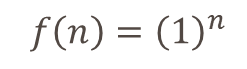 f(n) = (1)ⁿ